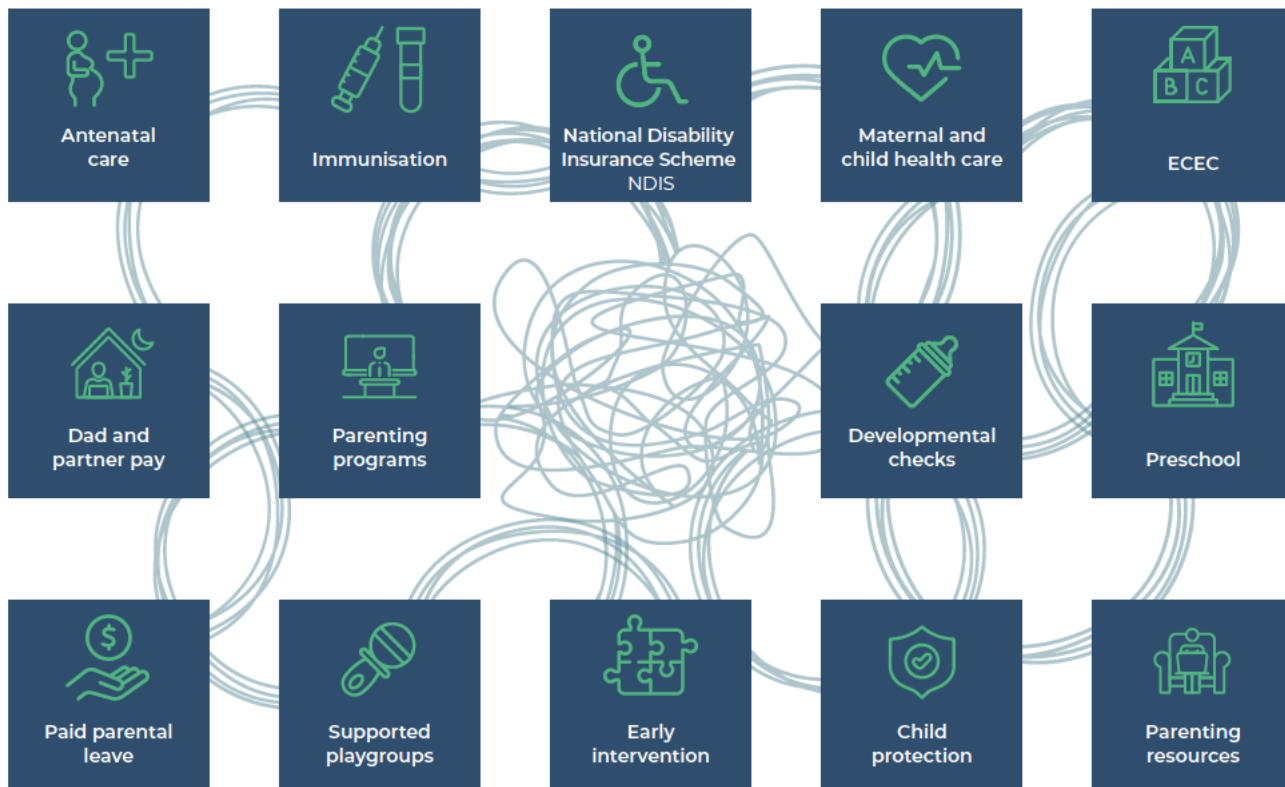 Antenatal
care
Immunisation
National Disability
Insurance Scheme
NDIS
Maternal and
child health care
A
B C
ECEC
Dad and
partner pay
Parenting
programs
Developmental
checks
Preschool
$
Paid parental
leave
Supported
playgroups
Early
intervention
Child
protection
Parenting
resources